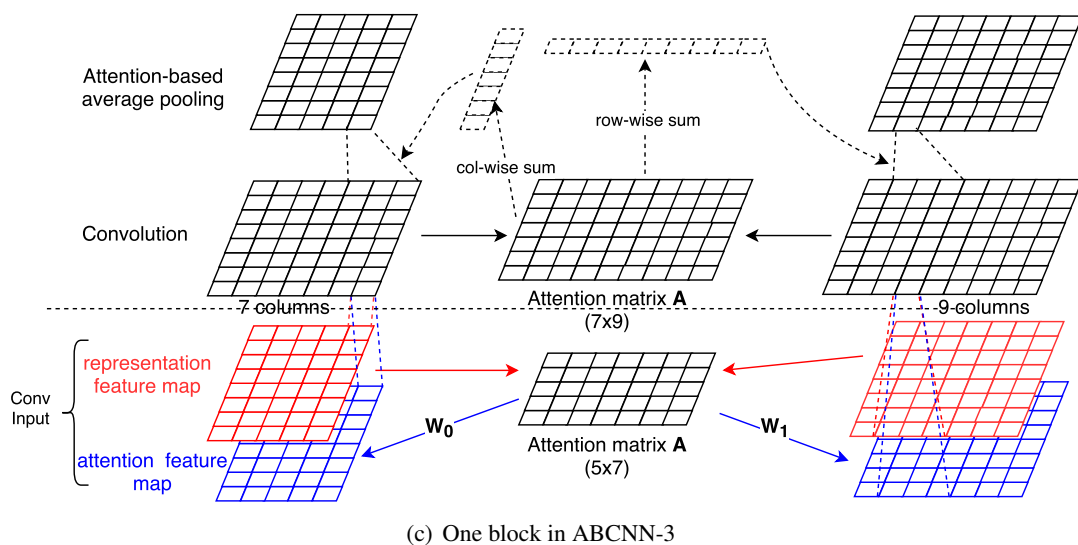 Attention-based
average pooling
row-wise sum
col-wise sum
Convolution
7 columns
Attention matrix A
(7x9)
9 columns
Conv
Input
representation
feature map
W0
W1
Attention matrix A
(5x7)
attention feature
map
(c) One block in ABCNN-3